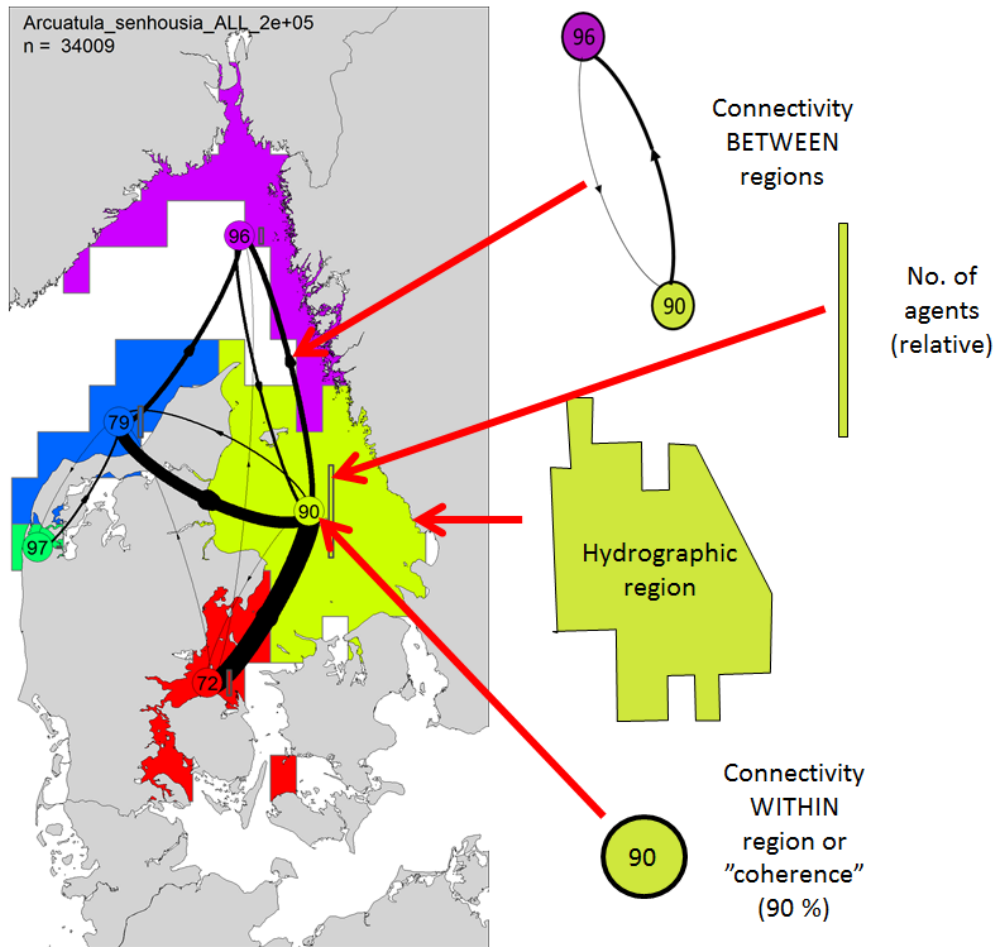 Arcuatula_senhousia_ALL_2e+05
n = 34009
96
79
90
97
72
96
90
Connectivity
BETWEEN
regions
No. of
agents
(relative)
Hydrographic
region
90
Connectivity
WITHIN
region or
”coherence”
(90 %)